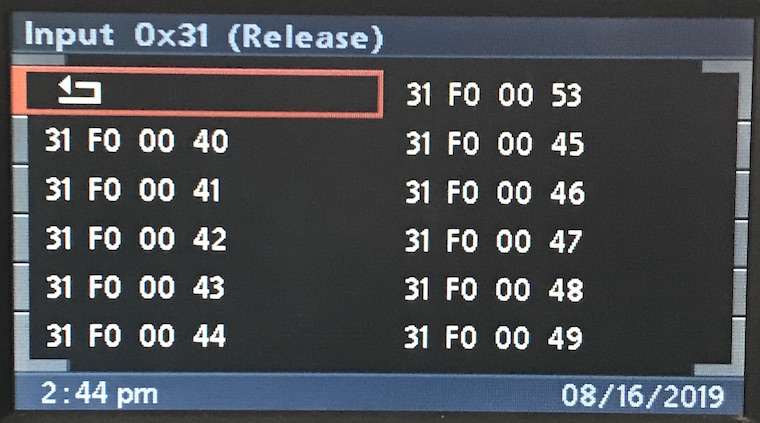 Input 0x31 (Release)
31 F0 00 53
31 F0 00 40
31 F0 00 45
31 F0 00 41
31 F0 00 46
31 F0 00 42
31 F0 00 47
31 F0 00 43
31 F0 00 48
31 F0 00 44
31 F0 00 49
2:44 pm
08/16/2019